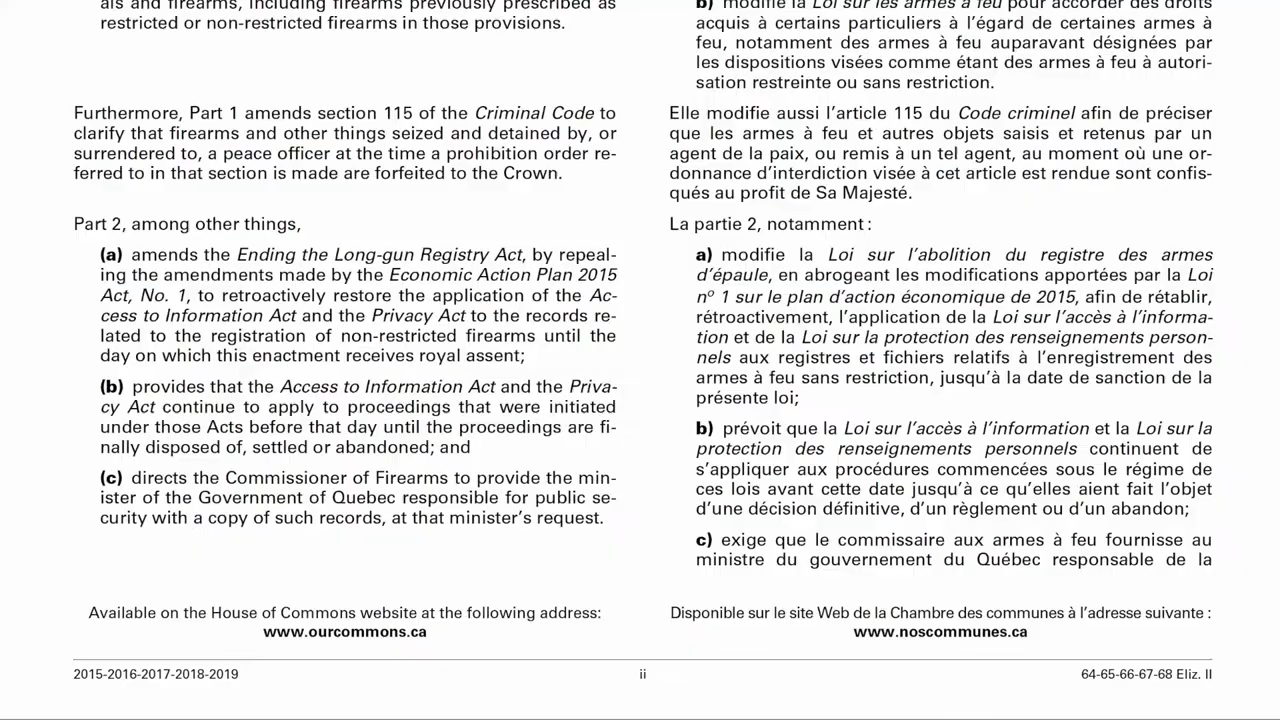 als and firearms, including firearms previously prescribed as
restricted or non-restricted firearms in those provisions.
Furthermore, Part 1 amends section 115 of the Criminal Code to
clarify that firearms and other things seized and detained by, or
surrendered to, a peace officer at the time a prohibition order re-
ferred to in that section is made are forfeited to the Crown.
Part 2, among other things,
(a) amends the Ending the Long-gun Registry Act, by repeal-
ing the amendments made by the Economic Action Plan 2015
Act, No. 1, to retroactively restore the application of the Ac-
cess to Information Act and the Privacy Act to the records re-
lated to the registration of non-restricted firearms until the
day on which this enactment receives royal assent;
(b) provides that the Access to Information Act and the Priva-
cy Act continue to apply to proceedings that were initiated
under those Acts before that day until the proceedings are fi-
nally disposed of, settled or abandoned; and
(c) directs the Commissioner of Firearms to provide the min-
ister of the Government of Quebec responsible for public se-
curity with a copy of such records, at that minister's request.
b) modifie la Loi sur les armes à feu pour accorder des droits
acquis à certains particuliers à l'égard de certaines armes à
feu, notamment des armes à feu auparavant désignées par
les dispositions visées comme étant des armes à feu à autori-
sation restreinte ou sans restriction.
Elle modifie aussi l'article 115 du Code criminel afin de préciser
que les armes à feu et autres objets saisis et retenus par un
agent de la paix, ou remis à un tel agent, au moment où une or-
donnance d'interdiction visée à cet article est rendue sont confis-
qués au profit de Sa Majesté.
La partie 2, notamment :
a) modifie la Loi sur l'abolition du registre des armes
d'épaule, en abrogeant les modifications apportées par la Loi
nº 1 sur le plan d'action économique de 2015, afin de rétablir,
rétroactivement, l'application de la Loi sur l'accès à l'informa-
tion et de la Loi sur la protection des renseignements person-
nels aux registres et fichiers relatifs à l'enregistrement des
armes à feu sans restriction, jusqu'à la date de sanction de la
présente loi;
b) prévoit que la Loi sur l'accès à l'information et la Loi sur la
protection des renseignements personnels continuent de
s'appliquer aux procédures commencées sous le régime de
ces lois avant cette date jusqu'à ce qu'elles aient fait l'objet
d'une décision définitive, d'un règlement ou d'un abandon;
c) exige que le commissaire aux armes à feu fournisse au
ministre du gouvernement du Québec responsable de la
Available on the House of Commons website at the following address:
www.ourcommons.ca
Disponible sur le site Web de la Chambre des communes à l'adresse suivante :
www.noscommunes.ca
2015-2016-2017-2018-2019
ii
64-65-66-67-68 Eliz. II